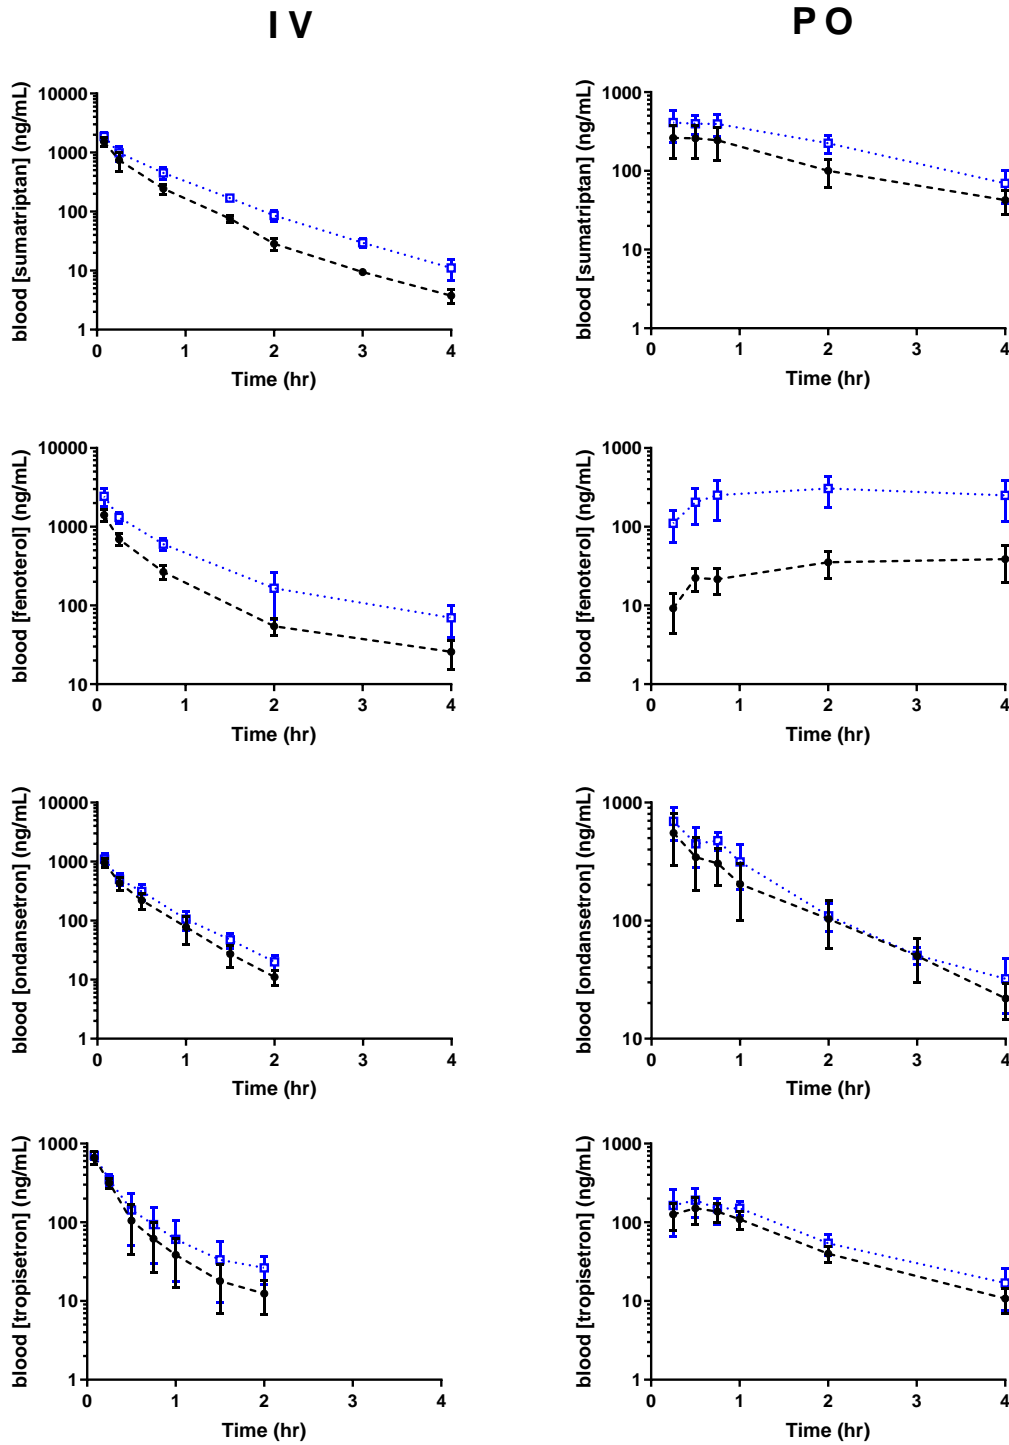 I V
P O
blood [sumatriptan] (ng/mL)
10000
1000
100
10
1
0 1 2 3 4
Time (hr)
blood [sumatriptan] (ng/mL)
1000
100
10
1
0 1 2 3 4
Time (hr)
blood [fenoterol] (ng/mL)
10000
1000
100
10
0 1 2 3 4
Time (hr)
blood [fenoterol] (ng/mL)
1000
100
10
1
0 1 2 3 4
Time (hr)
blood [ondansetron] (ng/mL)
10000
1000
100
10
1
0 1 2 3 4
Time (hr)
blood [ondansetron] (ng/mL)
1000
100
10
0 1 2 3 4
Time (hr)
blood [tropisetron] (ng/mL)
1000
100
10
1
0 1 2 3 4
Time (hr)
blood [tropisetron] (ng/mL)
1000
100
10
1
0 1 2 3 4
Time (hr)